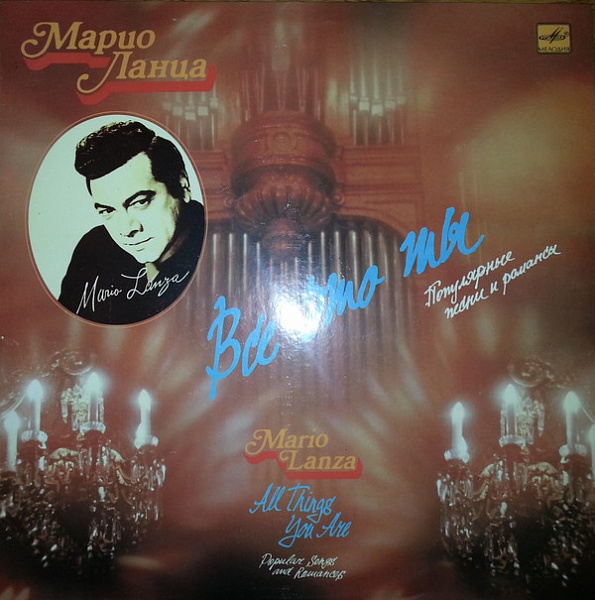 Марио
Ланца
МЕЛОДИЯ
Mario Lanza
Все это ты
Популярные
песни и романсы
Mario
Lanza
All Things
You Are
Popular Songs
and Romances